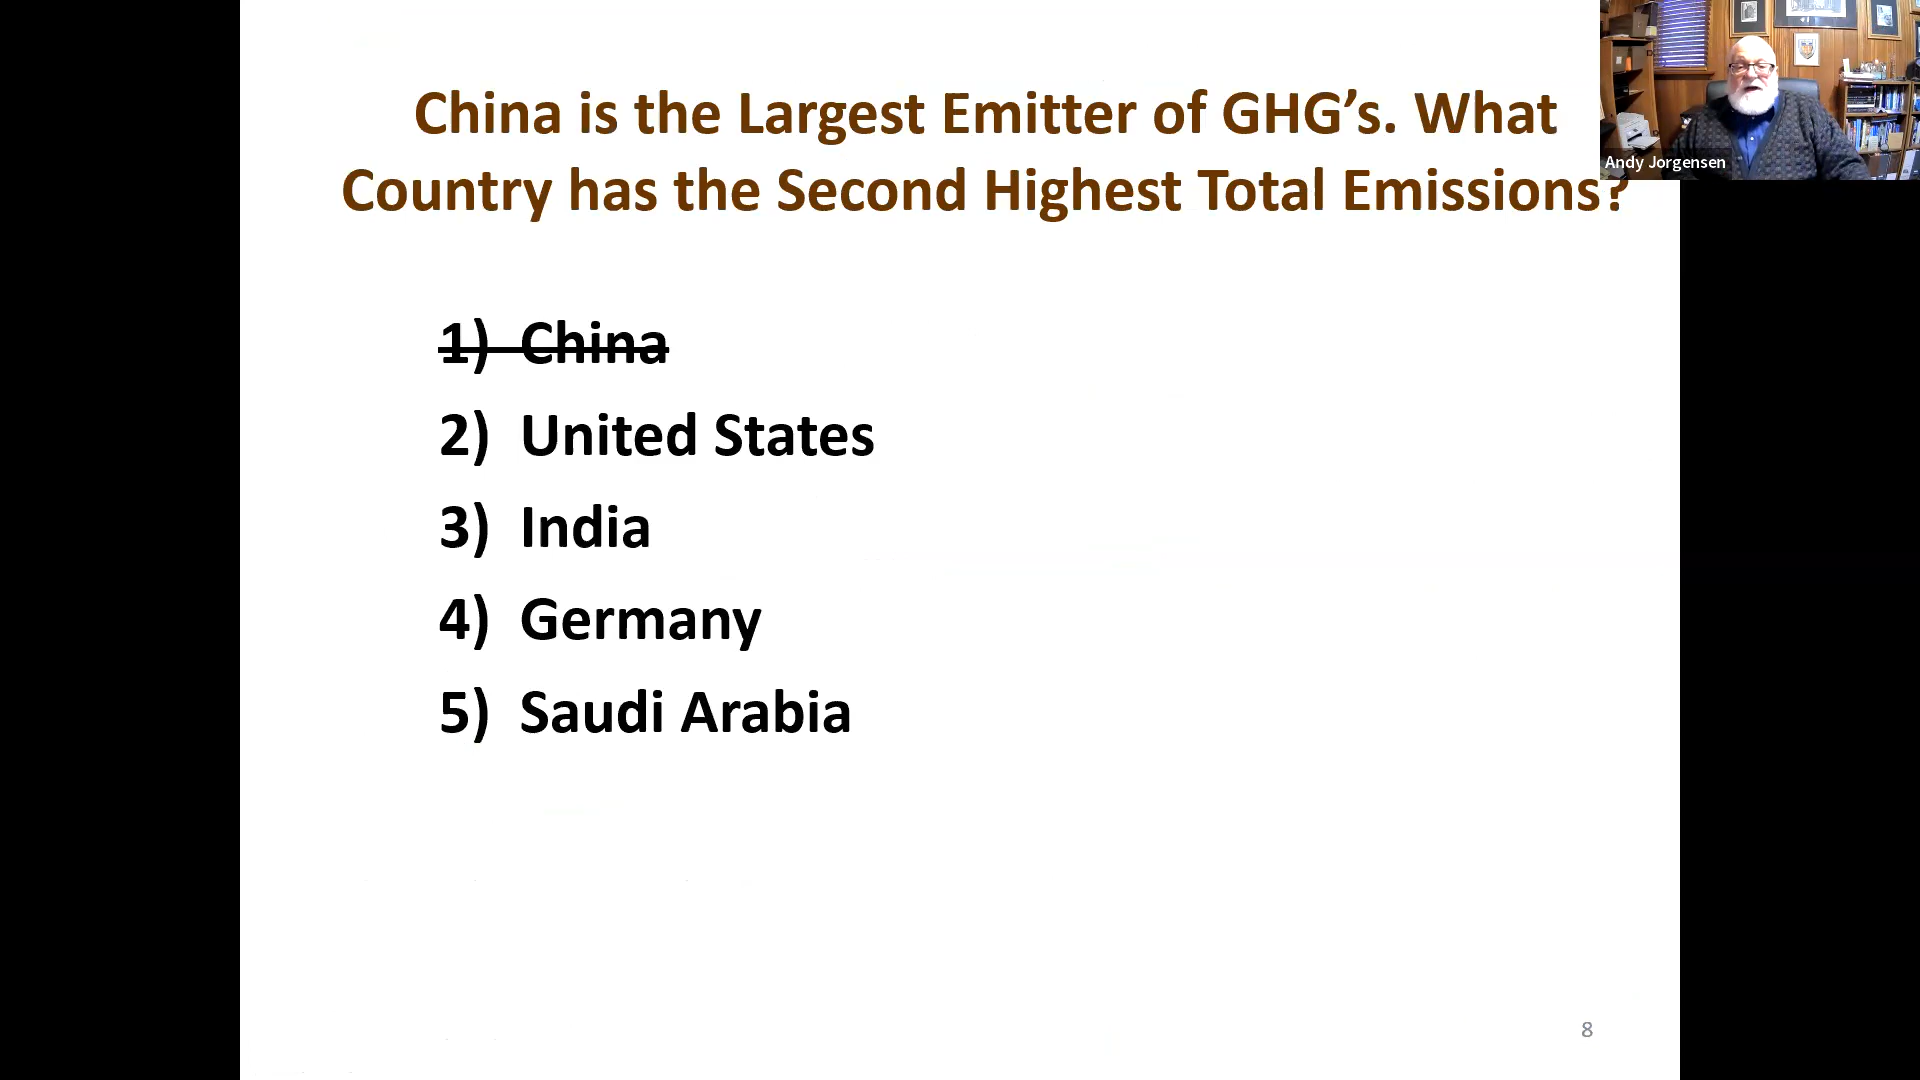 China is the Largest Emitter of GHG’s. What
Country has the Second Highest Total Emissions?
Andy Jorgensen
1) China
2) United States
3) India
4) Germany
5) Saudi Arabia
8